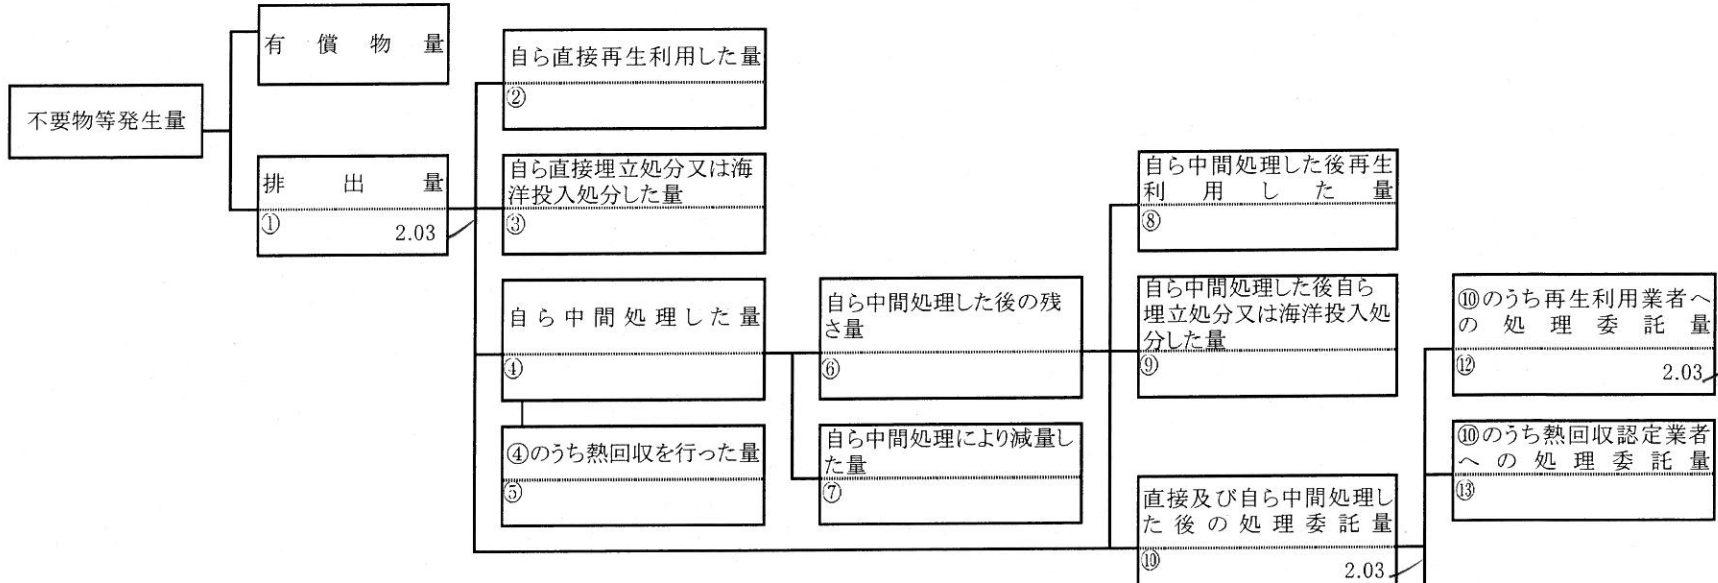 有償物量
不要物等発生量
排出量
①
2.03
自ら直接再生利用した量
②
自ら直接埋立処分又は海
洋投入処分した量
③
自ら中間処理した量
④
④のうち熱回収を行った量
⑤
自ら中間処理した後の残
さ量
⑥
自ら中間処理により減量し
た量
⑦
自ら中間処理した後再生
利用した量
⑧
自ら中間処理した後自ら
埋立処分又は海洋投入処
分した量
⑨
直接及び自ら中間処理し
た後の処理委託量
⑩
2.03
⑩のうち再生利用業者へ
の処理委託量
⑫
2.03
⑩のうち熱回収認定業者
への処理委託量
⑬